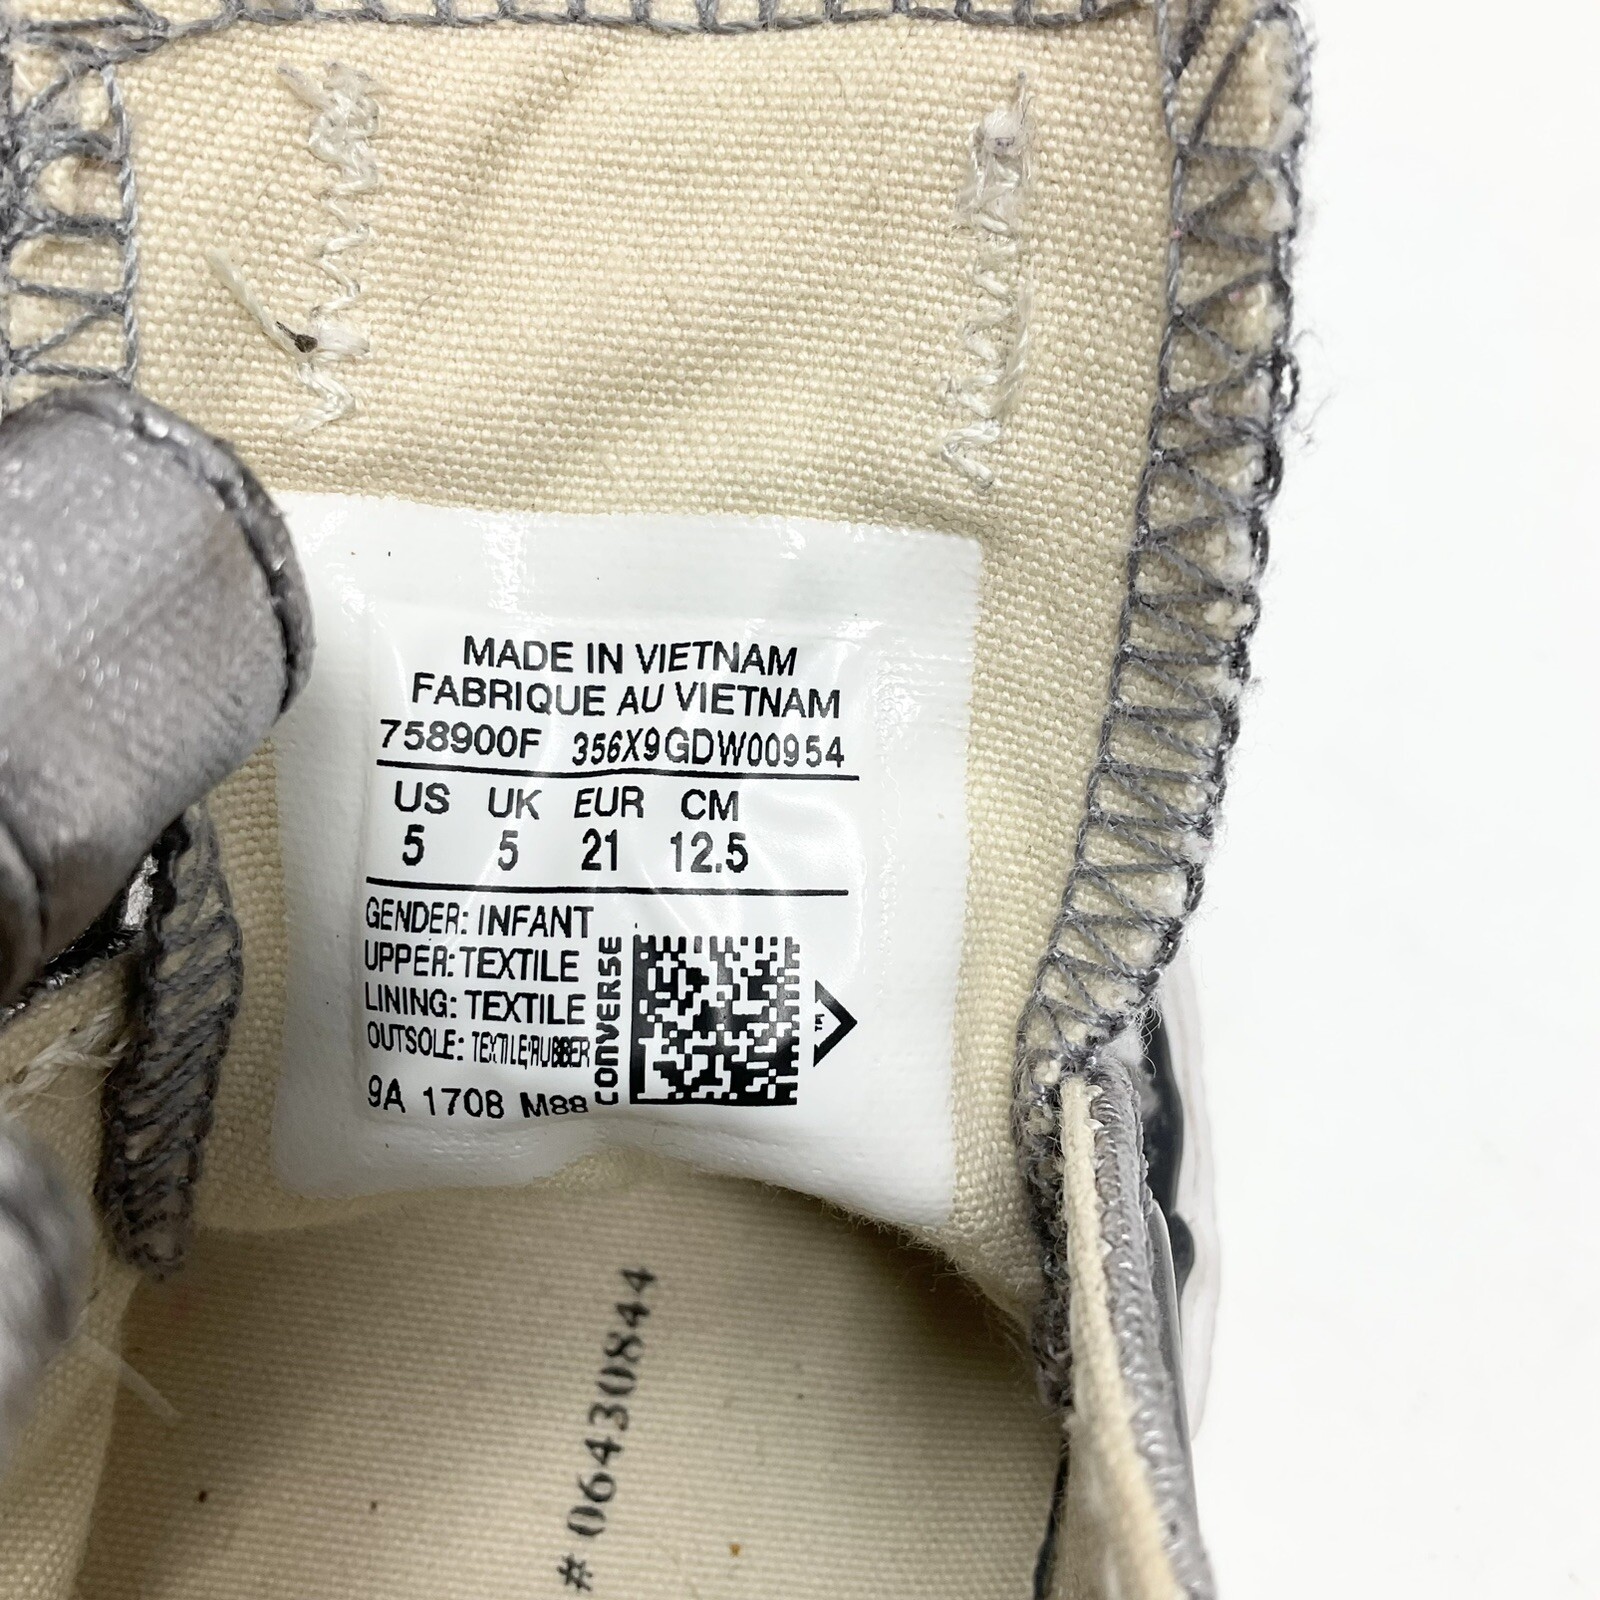 MADE IN VIETNAM
FABRIQUE AU VIETNAM
758900F 356X9GDW00954
US UK EUR CM
5 5 21 12.5
GENDER: INFANT
UPPER: TEXTILE
LINING: TEXTILE
OUTSOLE: TEXTILE;RUBBER
9A 1708 M88
CONVERSE
# 06430844